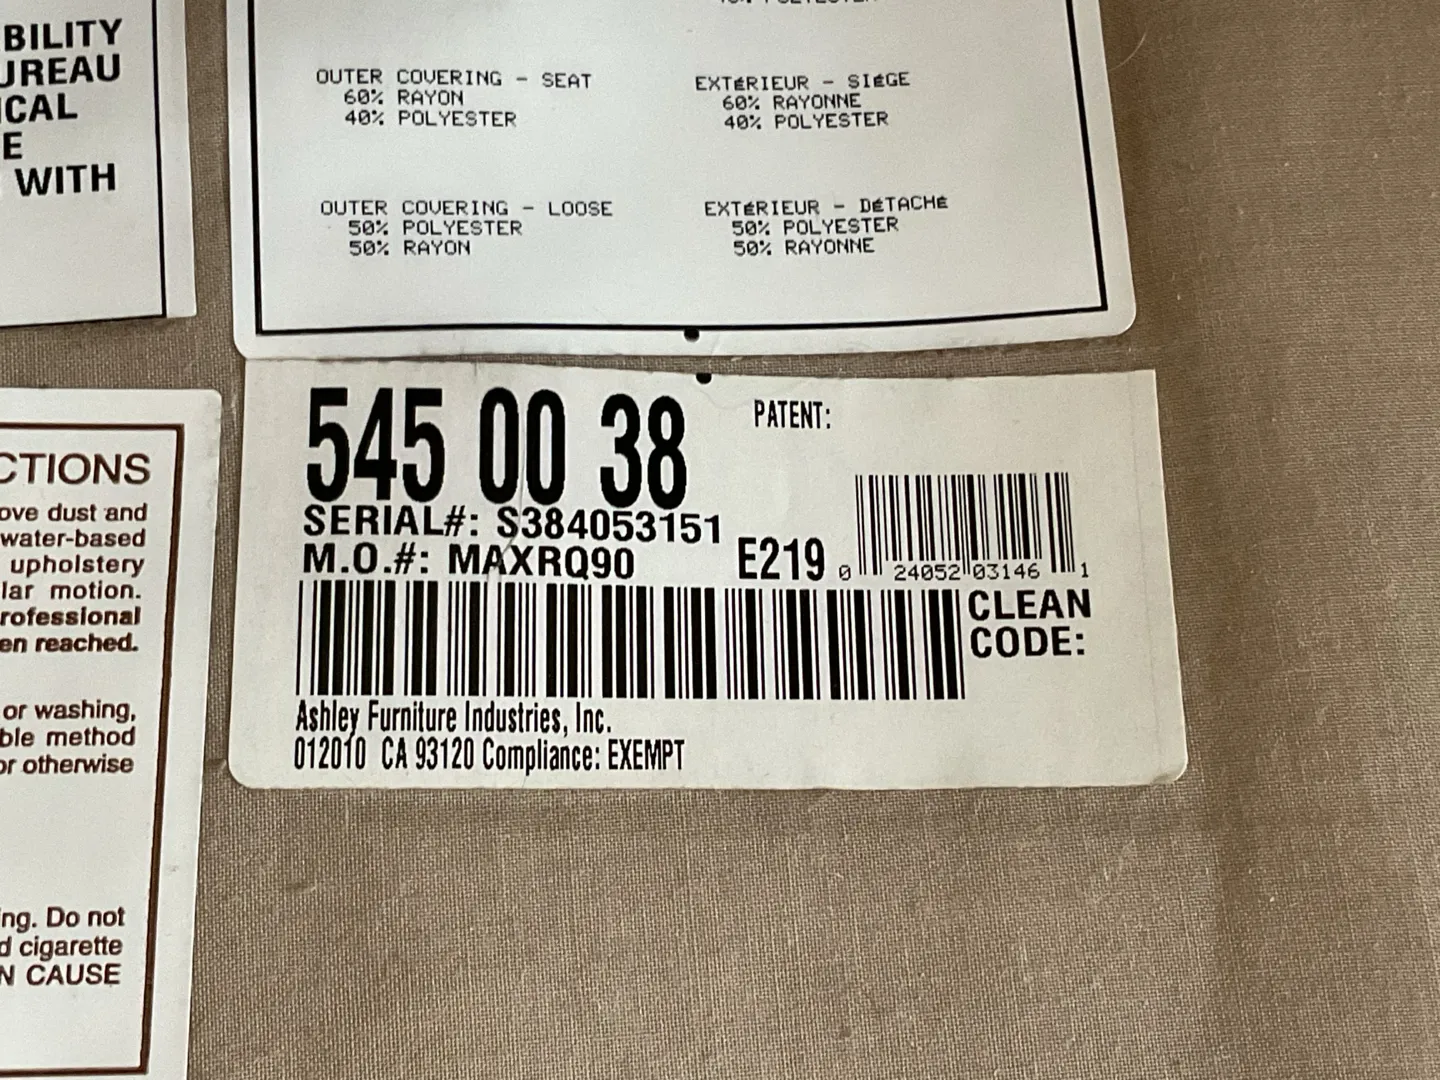 BILITY
UREAU
ICAL
E
WITH
OUTER COVERING - SEAT
60% RAYON
40% POLYESTER
EXTÉRIEUR - SIÉGE
60% RAYONNE
40% POLYESTER
OUTER COVERING - LOOSE
50% POLYESTER
50% RAYON
EXTÉRIEUR - DÉTACHÉ
50% POLYESTER
50% RAYONNE
CTIONS
ove dust and
water-based
upholstery
lar motion.
rofessional
en reached.
or washing,
ble method
or otherwise
ng. Do not
d cigarette
N CAUSE
545 00 38
PATENT:
SERIAL#: S384053151
M.O.#: MAXRQ90
E219
0 24052 03146 1
CLEAN
CODE:
Ashley Furniture Industries, Inc.
012010 CA 93120 Compliance: EXEMPT